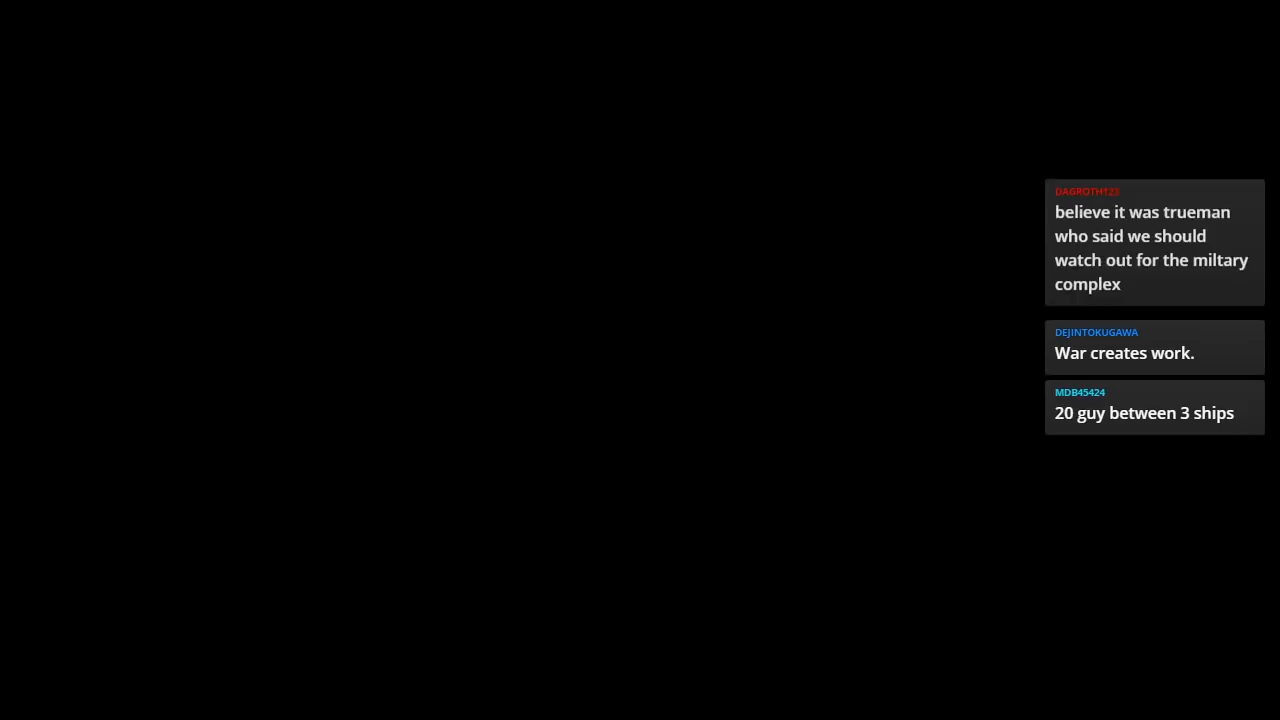 DAGROTH123
believe it was trueman
who said we should
watch out for the miltary
complex
DEJINTOKUGAWA
War creates work.
MDB45424
20 guy between 3 ships